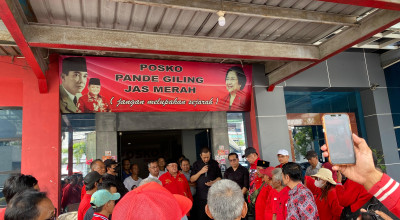 POSKO
PANDE GILING
JAS MERAH
( jangan melupakan sejarah )